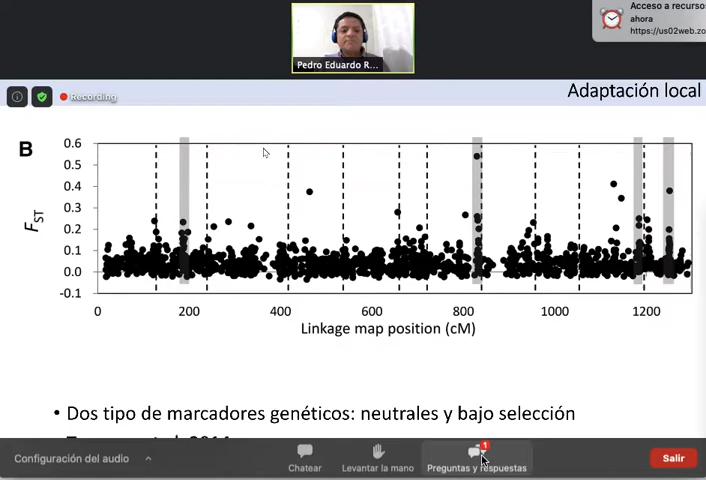 Acceso a recurso
ahora
https://us02web.zo
Pedro Eduardo R...
Recording
Adaptación local
B
0.6
0.5
0.4
0.3
0.2
0.1
0.0
-0.1
FST
0 200 400 600 800 1000 1200
Linkage map position (cM)
• Dos tipo de marcadores genéticos: neutrales y bajo selección
Configuración del audio
Chatear
Levantar la mano
1
Preguntas y respuestas
Salir